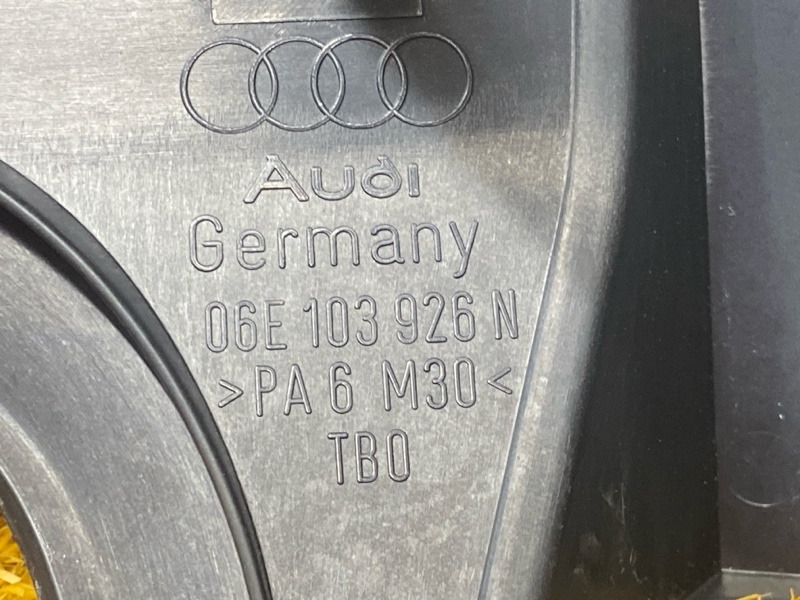 Audi
Germany
06E 103 926 N
>PA 6 M30<
TBO